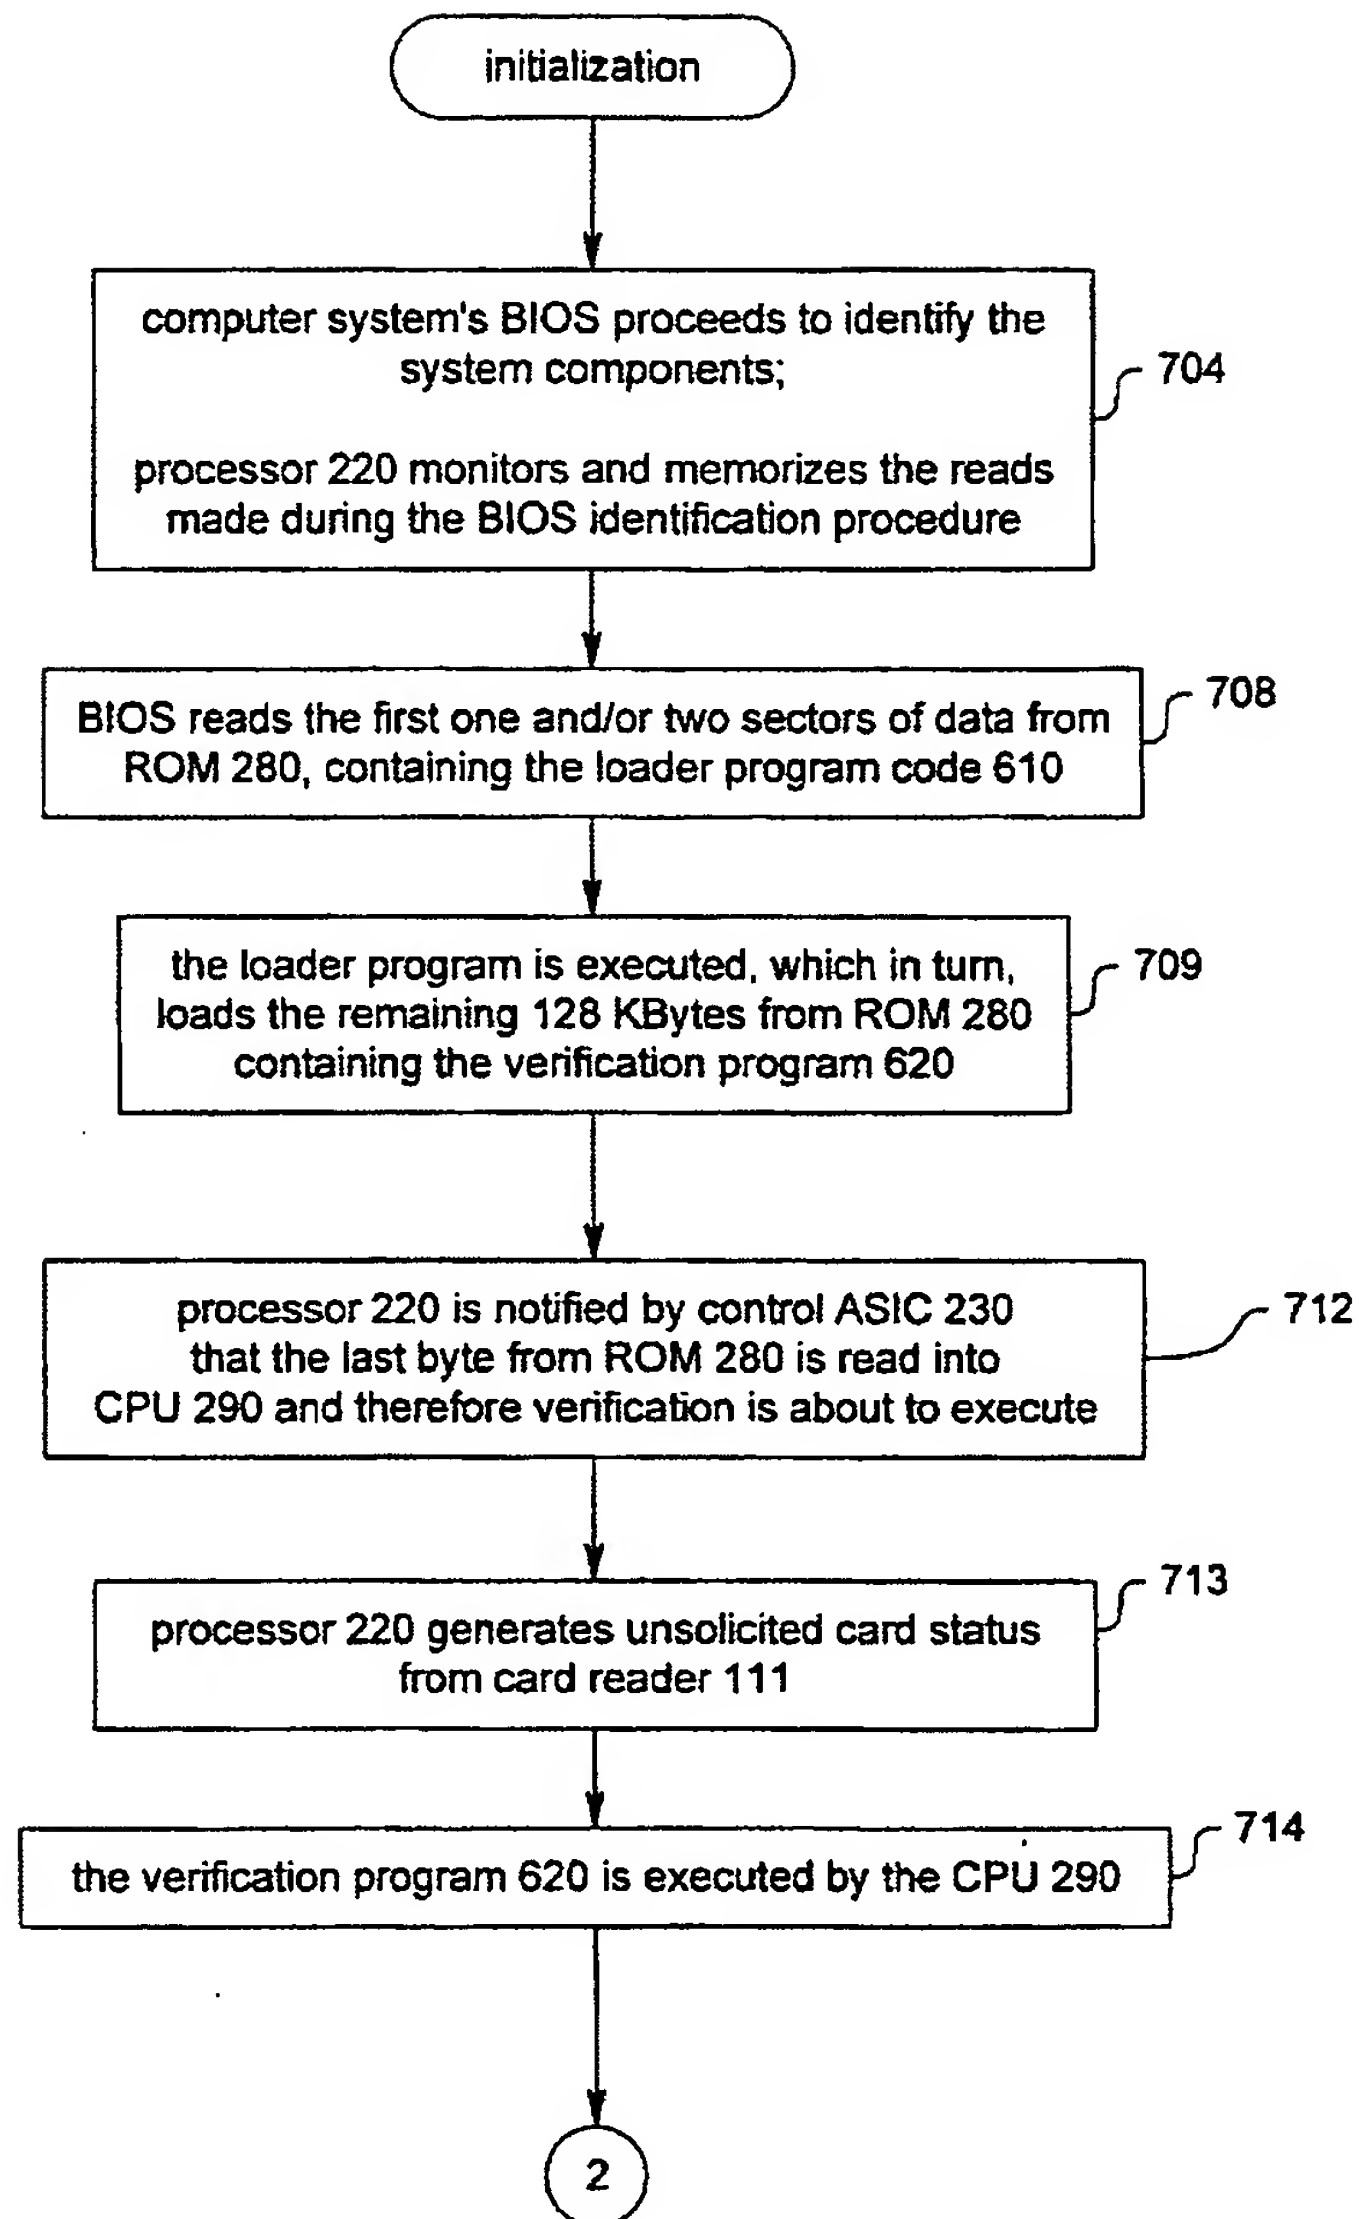 initialization
computer system's BIOS proceeds to identify the
system components;
704
processor 220 monitors and memorizes the reads
made during the BIOS identification procedure
708
BIOS reads the first one and/or two sectors of data from
ROM 280, containing the loader program code 610
the loader program is executed, which in turn,
709
loads the remaining 128 KBytes from ROM 280
containing the verification program 620
processor 220 is notified by control ASIC 230
712
that the last byte from ROM 280 is read into
CPU 290 and therefore verification is about to execute
713
processor 220 generates unsolicited card status
from card reader 111
714
the verification program 620 is executed by the CPU 290
2